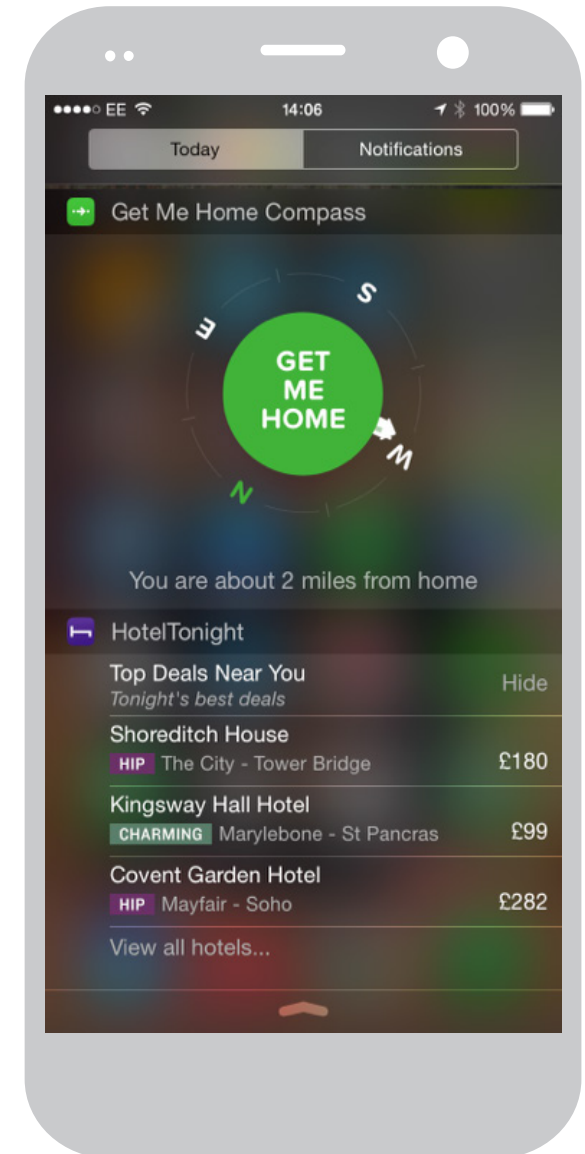 EE 14:06 100%
Today Notifications
Get Me Home Compass
S
E
GET
ME
HOME
W
N
You are about 2 miles from home
HotelTonight
Top Deals Near You
Tonight's best deals Hide
Shoreditch House
HIP The City - Tower Bridge £180
Kingsway Hall Hotel
CHARMING Marylebone - St Pancras £99
Covent Garden Hotel
HIP Mayfair - Soho £282
View all hotels...